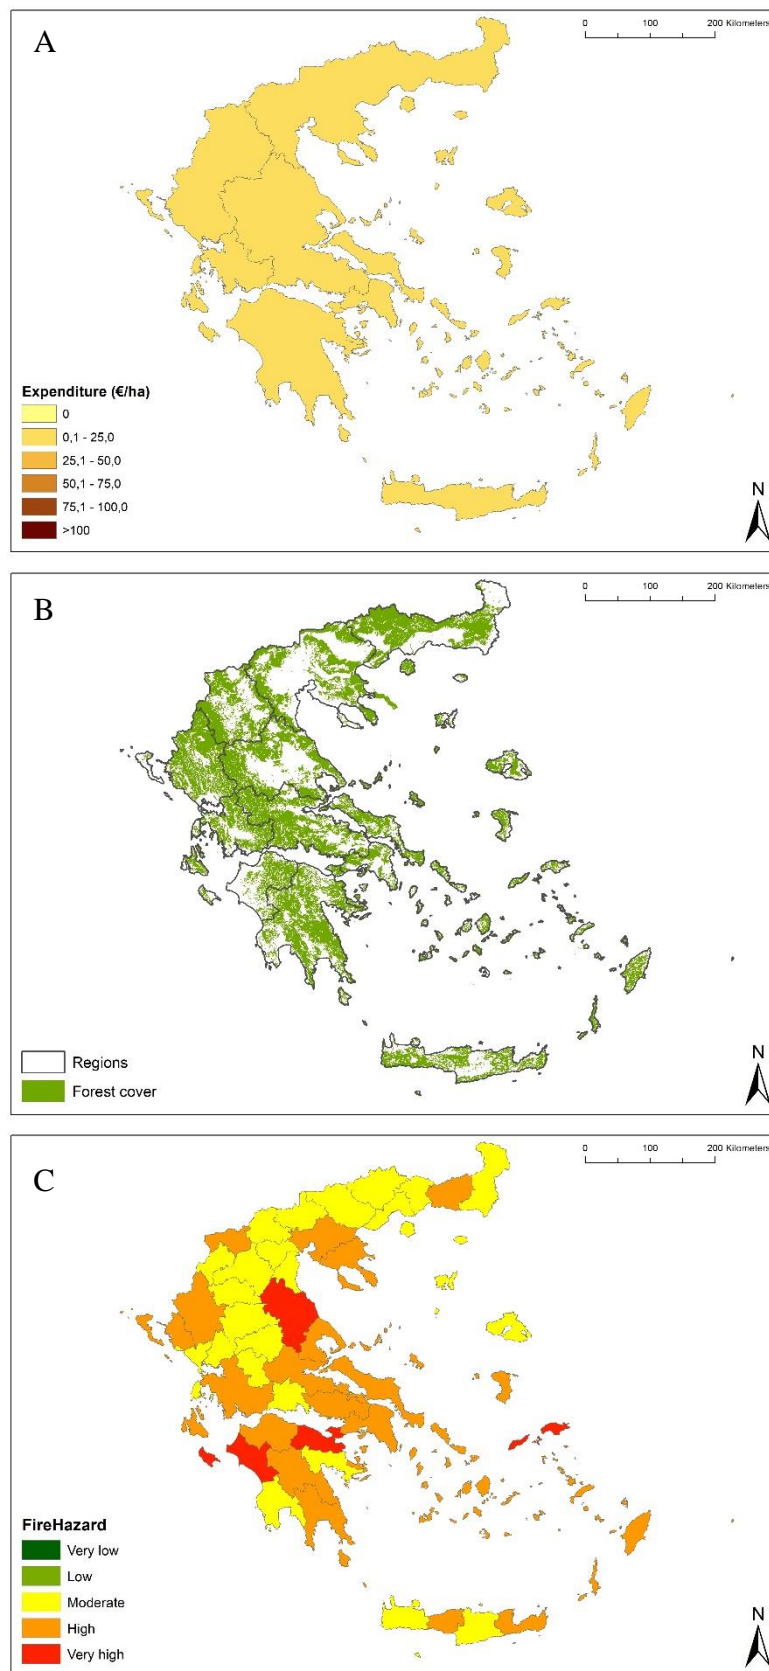 A
0 100 200 Kilometers
Expenditure (€/ha)
0
0,1 - 25,0
25,1 - 50,0
50,1 - 75,0
75,1 - 100,0
>100
N
B
0 100 200 Kilometers
Regions
Forest cover
N
C
0 100 200 Kilometers
FireHazard
Very low
Low
Moderate
High
Very high
N